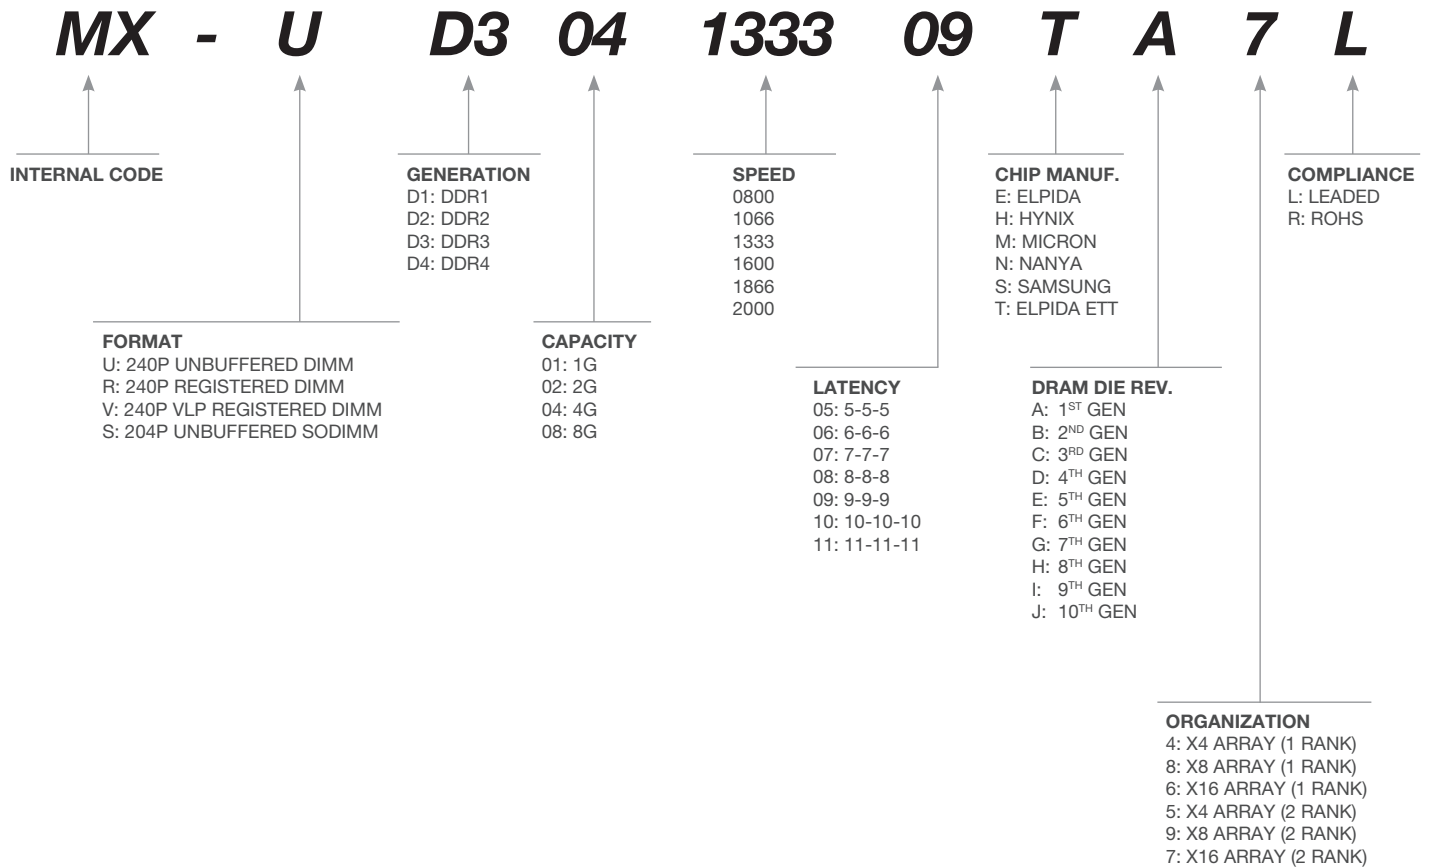 MX - U D3 04 1333 09 T A 7 L
INTERNAL CODE
FORMAT
U: 240P UNBUFFERED DIMM
R: 240P REGISTERED DIMM
V: 240P VLP REGISTERED DIMM
S: 204P UNBUFFERED SODIMM
GENERATION
D1: DDR1
D2: DDR2
D3: DDR3
D4: DDR4
CAPACITY
01: 1G
02: 2G
04: 4G
08: 8G
SPEED
0800
1066
1333
1600
1866
2000
LATENCY
05: 5-5-5
06: 6-6-6
07: 7-7-7
08: 8-8-8
09: 9-9-9
10: 10-10-10
11: 11-11-11
CHIP MANUF.
E: ELPIDA
H: HYNIX
M: MICRON
N: NANYA
S: SAMSUNG
T: ELPIDA ETT
DRAM DIE REV.
A: 1ST GEN
B: 2ND GEN
C: 3RD GEN
D: 4TH GEN
E: 5TH GEN
F: 6TH GEN
G: 7TH GEN
H: 8TH GEN
I: 9TH GEN
J: 10TH GEN
ORGANIZATION
4: X4 ARRAY (1 RANK)
8: X8 ARRAY (1 RANK)
6: X16 ARRAY (1 RANK)
5: X4 ARRAY (2 RANK)
9: X8 ARRAY (2 RANK)
7: X16 ARRAY (2 RANK)
COMPLIANCE
L: LEADED
R: ROHS